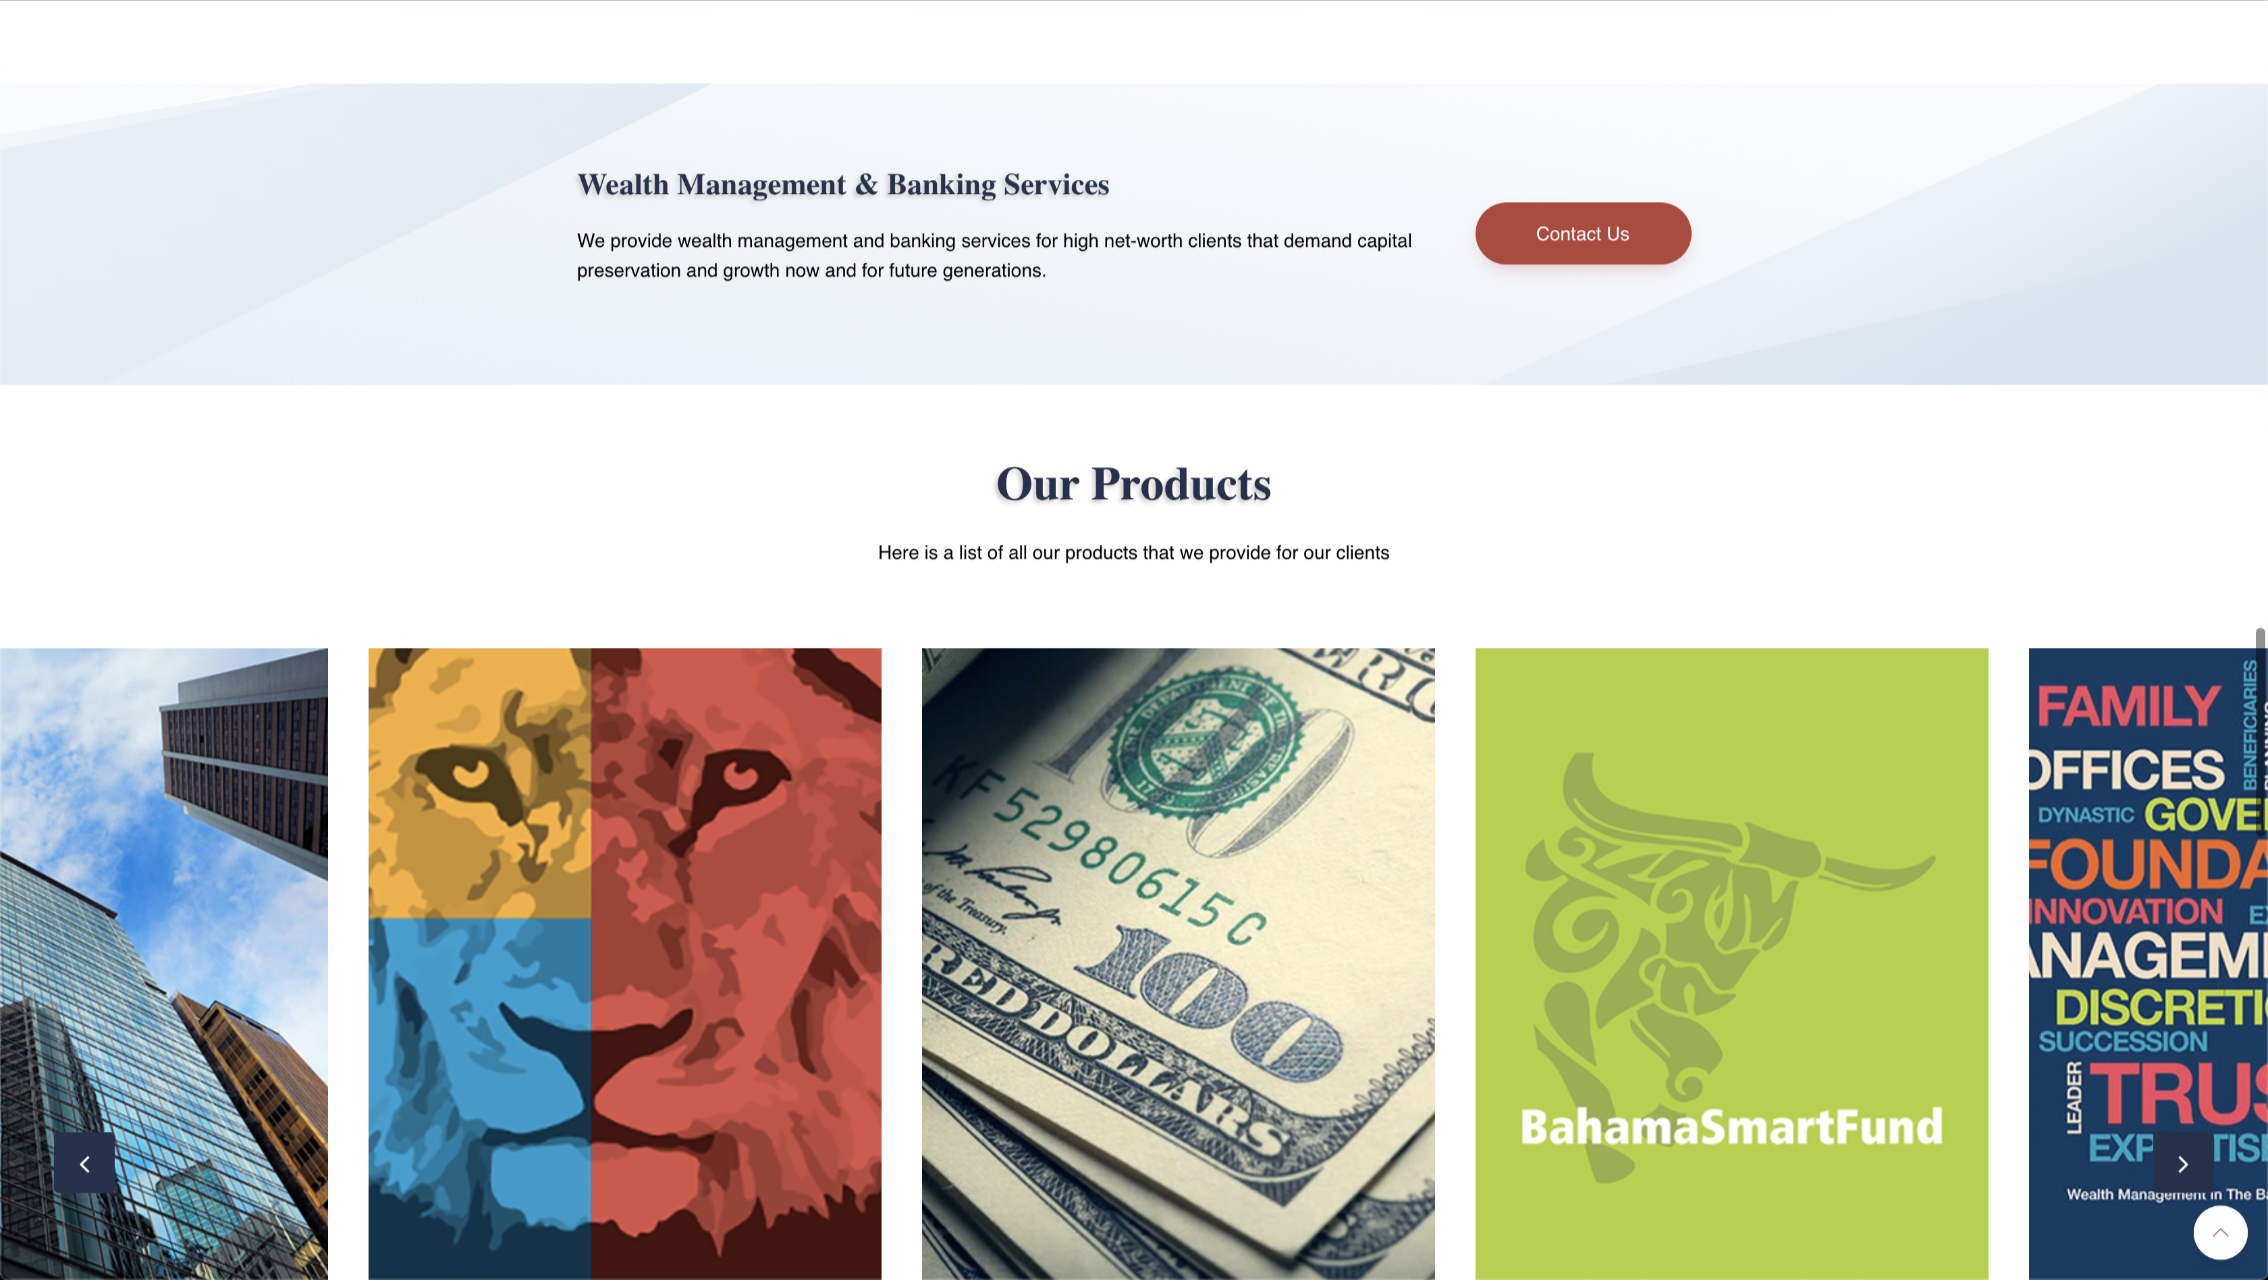 Wealth Management & Banking Services
We provide wealth management and banking services for high net-worth clients that demand capital
preservation and growth now and for future generations.
Contact Us
Our Products
Here is a list of all our products that we provide for our clients
KF52980615C
of the Treasury.
100
RED DOLLARS
BahamaSmartFund
FAMILY
BENEFICIARIES
OFFICES
DYNASTIC GOVE
FOUNDA
INNOVATION
NAGEM
DISCRETI
SUCCESSION
LEADER
TRUS
EXP TIS
Wealth Management in The B